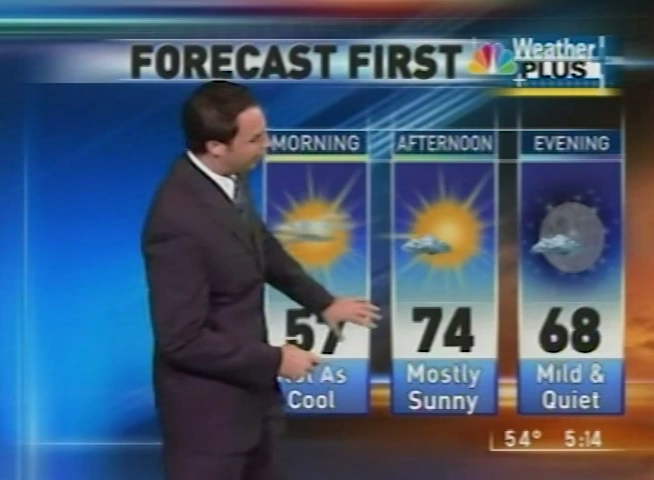 FORECAST FIRST
Weather
PLUS
MORNING
AFTERNOON
EVENING
57
74
68
Not As
Cool
Mostly
Sunny
Mild &
Quiet
54° 5:14